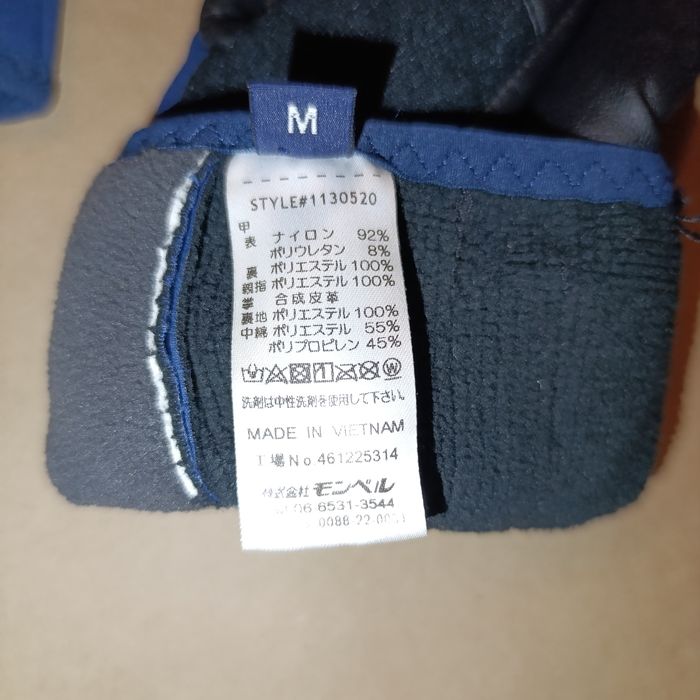 M
STYLE#1130520
甲
表 ナイロン 92%
ポリウレタン 8%
裏 ポリエステル 100%
親指 ポリエステル 100%
掌 合成皮革
裏地 ポリエステル 100%
中綿 ポリエステル 55%
ポリプロピレン 45%
洗剤は中性洗剤を使用して下さい。
MADE IN VIETNAM
工場No.461225314
株式会社 モンベル
06-6531-3544
0088-22-00